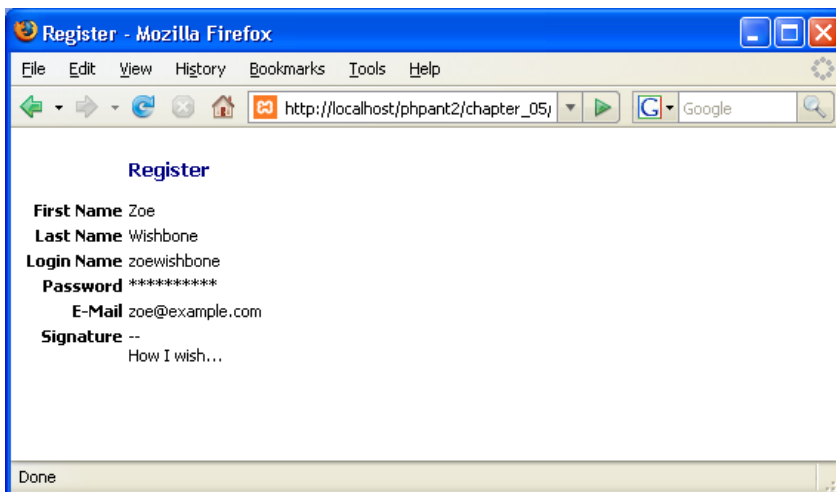 Register - Mozilla Firefox
File Edit View History Bookmarks Tools Help
http://localhost/phpant2/chapter_05/ G Google
Register
First Name Zoe
Last Name Wishbone
Login Name zoewishbone
Password **********
E-Mail zoe@example.com
Signature --
How I wish...
Done